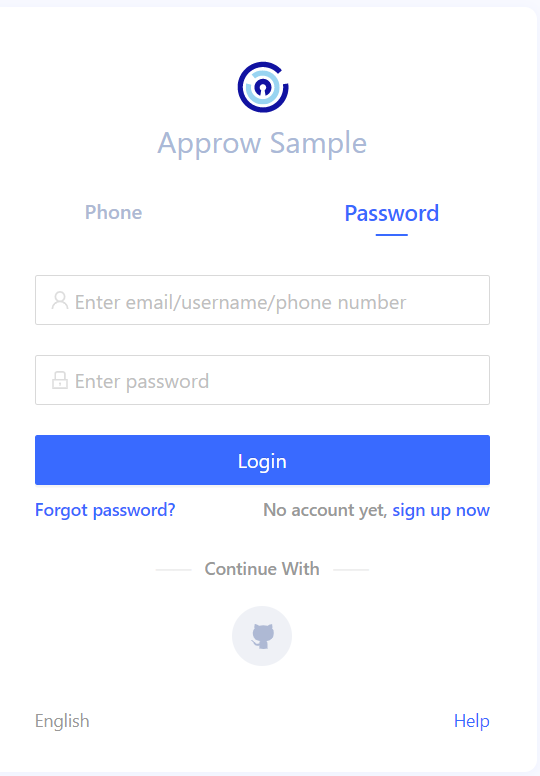 Approw Sample
Phone
Password
Enter email/username/phone number
Enter password
Login
Forgot password?
No account yet, sign up now
Continue With
English
Help